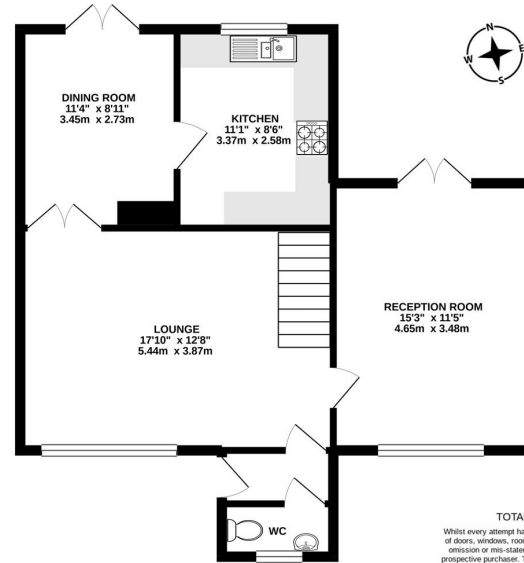 N
W
E
S
DINING ROOM
11'4" x 8'11"
3.45m x 2.73m
KITCHEN
11'1" x 8'6"
3.37m x 2.58m
RECEPTION ROOM
15'3" x 11'5"
4.65m x 3.48m
LOUNGE
17'10" x 12'8"
5.44m x 3.87m
WC
TOTA
Whilst every attempt ha
of doors, windows, roo
omission or mis-state
prospective purchaser. T